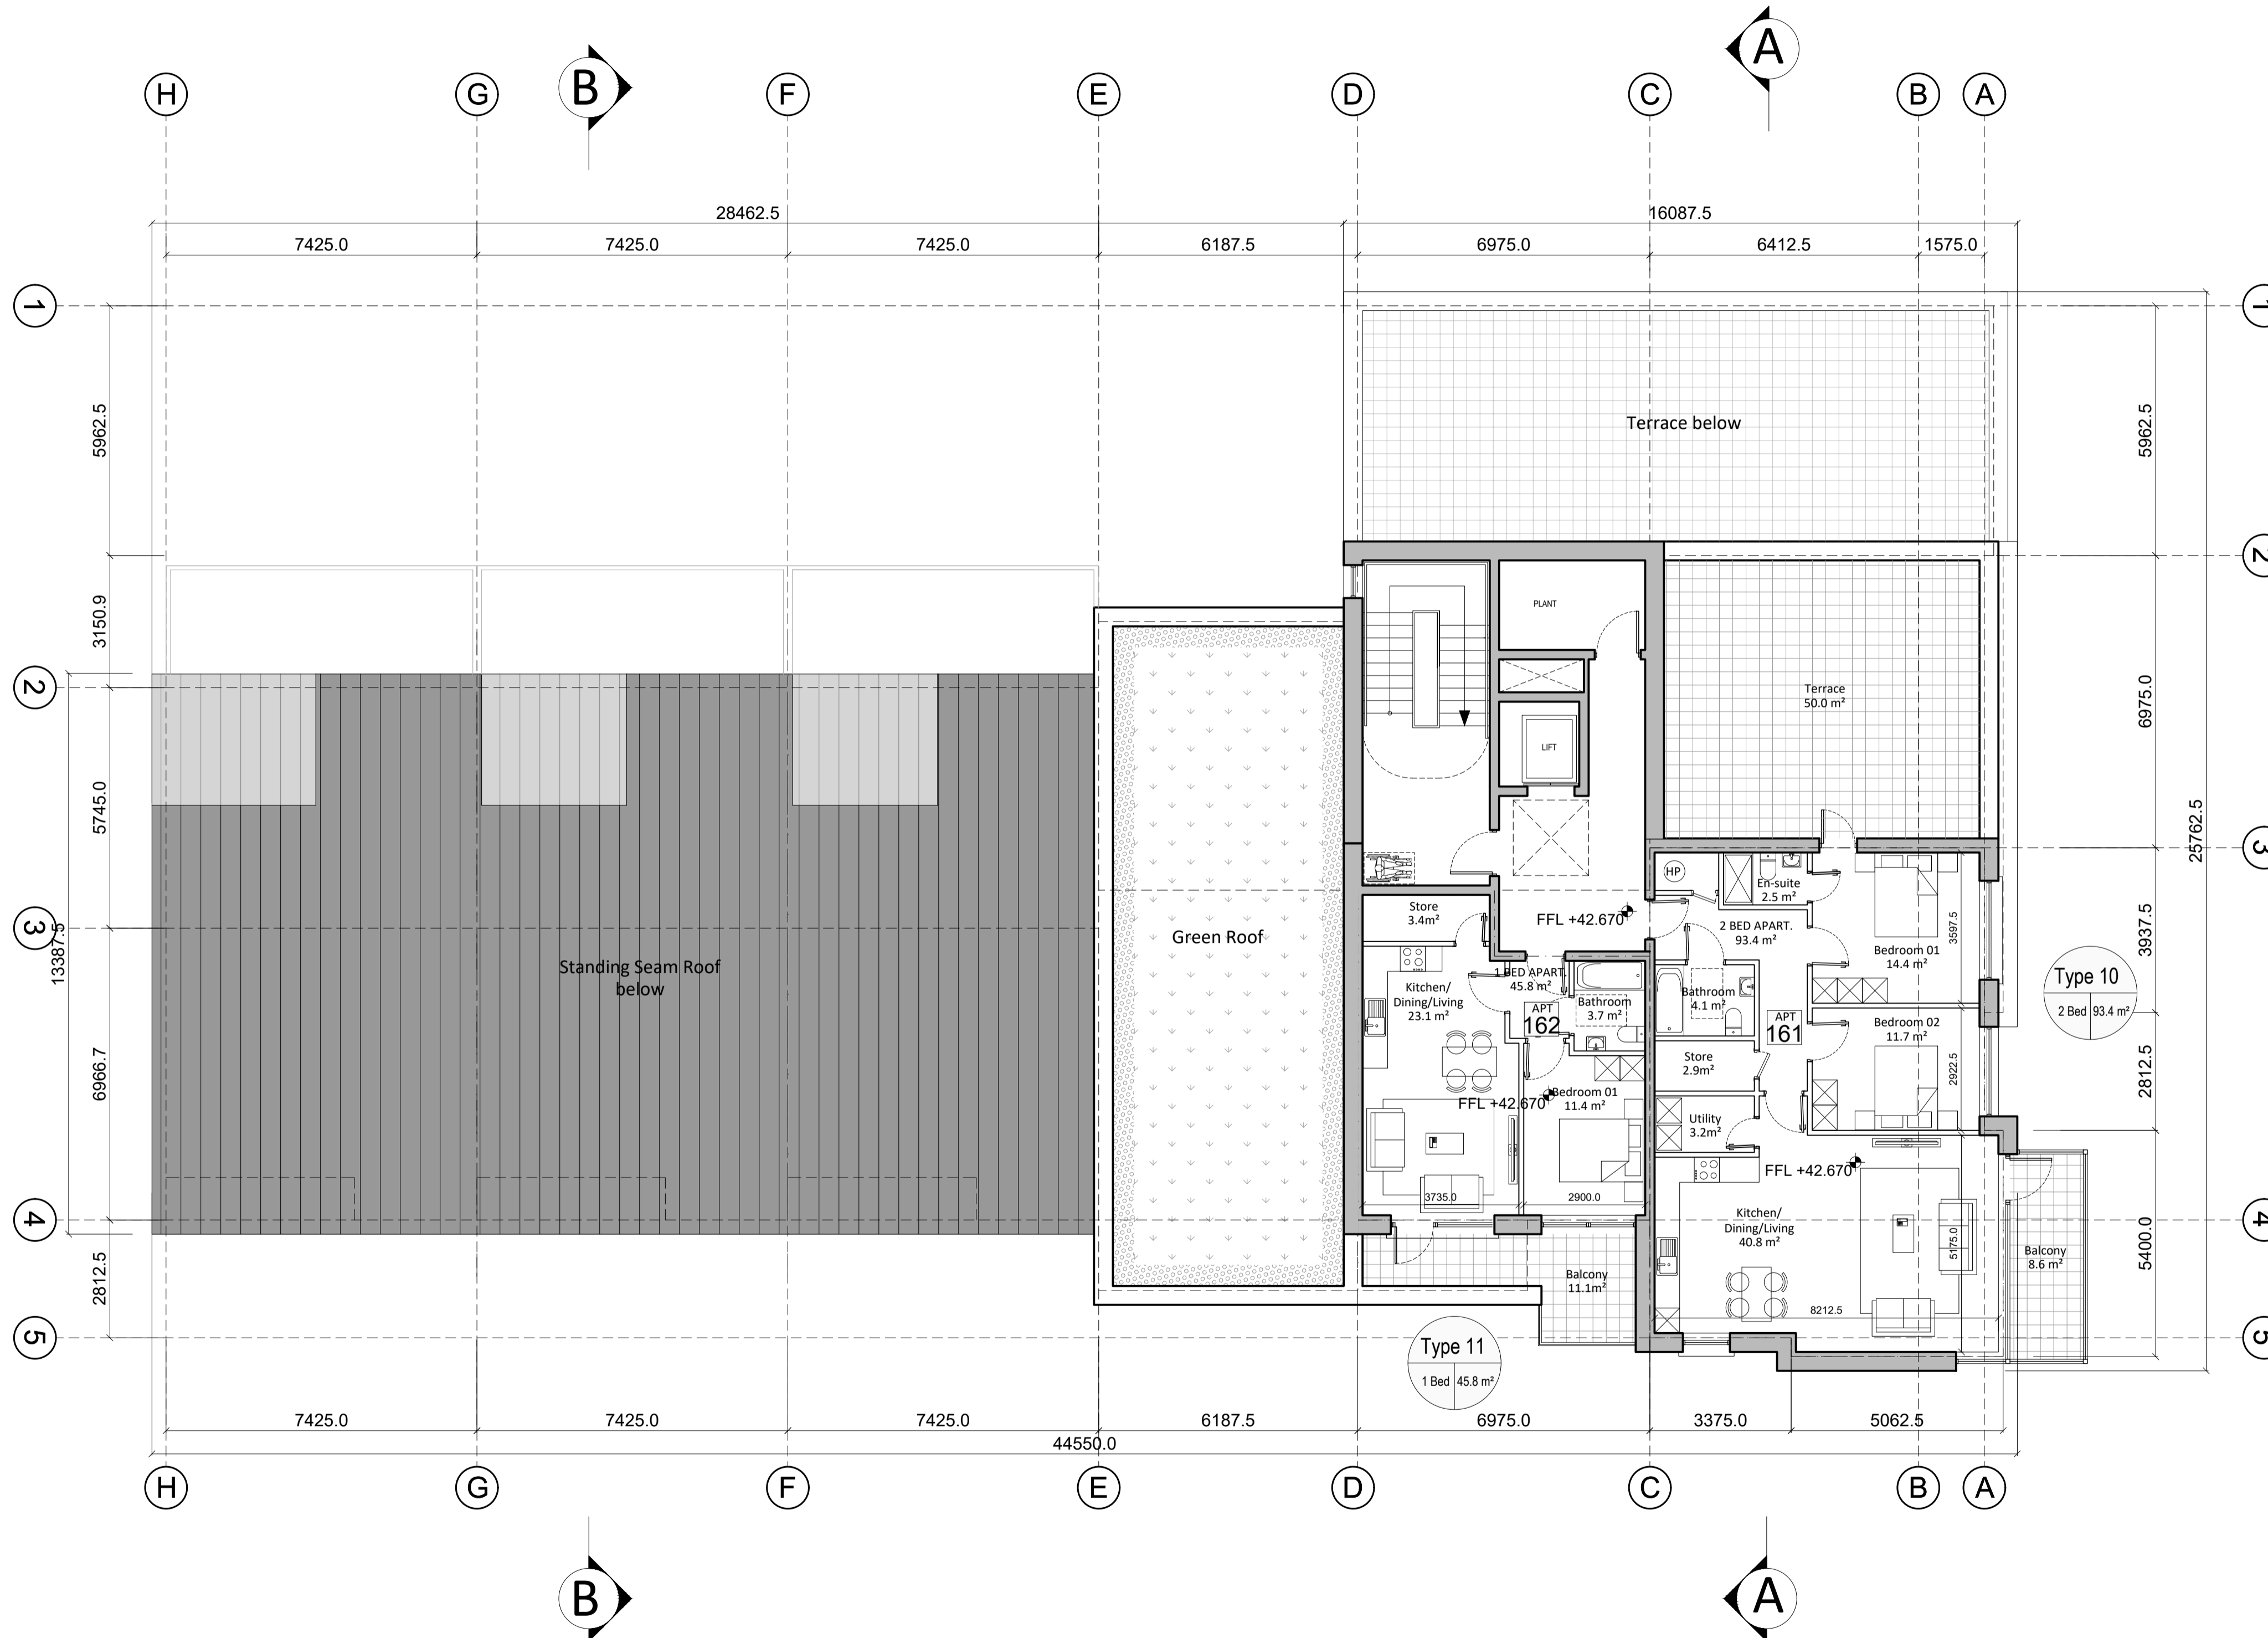 A
B
H
G
F
E
D
C
B
A
28462.5
16087.5
7425.0
7425.0
7425.0
6187.5
6975.0
6412.5
1575.0
1
1
5962.5
5962.5
Terrace below
2
3150.9
PLANT
2
Terrace
50.0 m²
6975.0
LIFT
5745.0
25762.5
3
HP
En-suite
2.5 m²
Store
3.4m²
FFL +42.670
2 BED APART.
93.4 m²
3597.5
3937.5
3
13387.5
Green Roof
Standing Seam Roof
below
Bedroom 01
14.4 m²
1 BED APART.
45.8 m²
Kitchen/
Dining/Living
23.1 m²
Bathroom
3.7 m²
Bathroom
4.1 m²
APT
162
APT
161
Bedroom 02
11.7 m²
Type 10
2 Bed
93.4 m²
Store
2.9m²
2922.5
2812.5
6966.7
FFL +42.670
Bedroom 01
11.4 m²
Utility
3.2m²
FFL +42.670
3735.0
2900.0
4
Kitchen/
Dining/Living
40.8 m²
5175.0
4
Balcony
8.6 m²
5400.0
Balcony
11.1m²
2812.5
8212.5
5
5
Type 11
1 Bed
45.8 m²
7425.0
7425.0
7425.0
6187.5
6975.0
3375.0
5062.5
44550.0
H
G
F
E
D
C
B
A
B
A